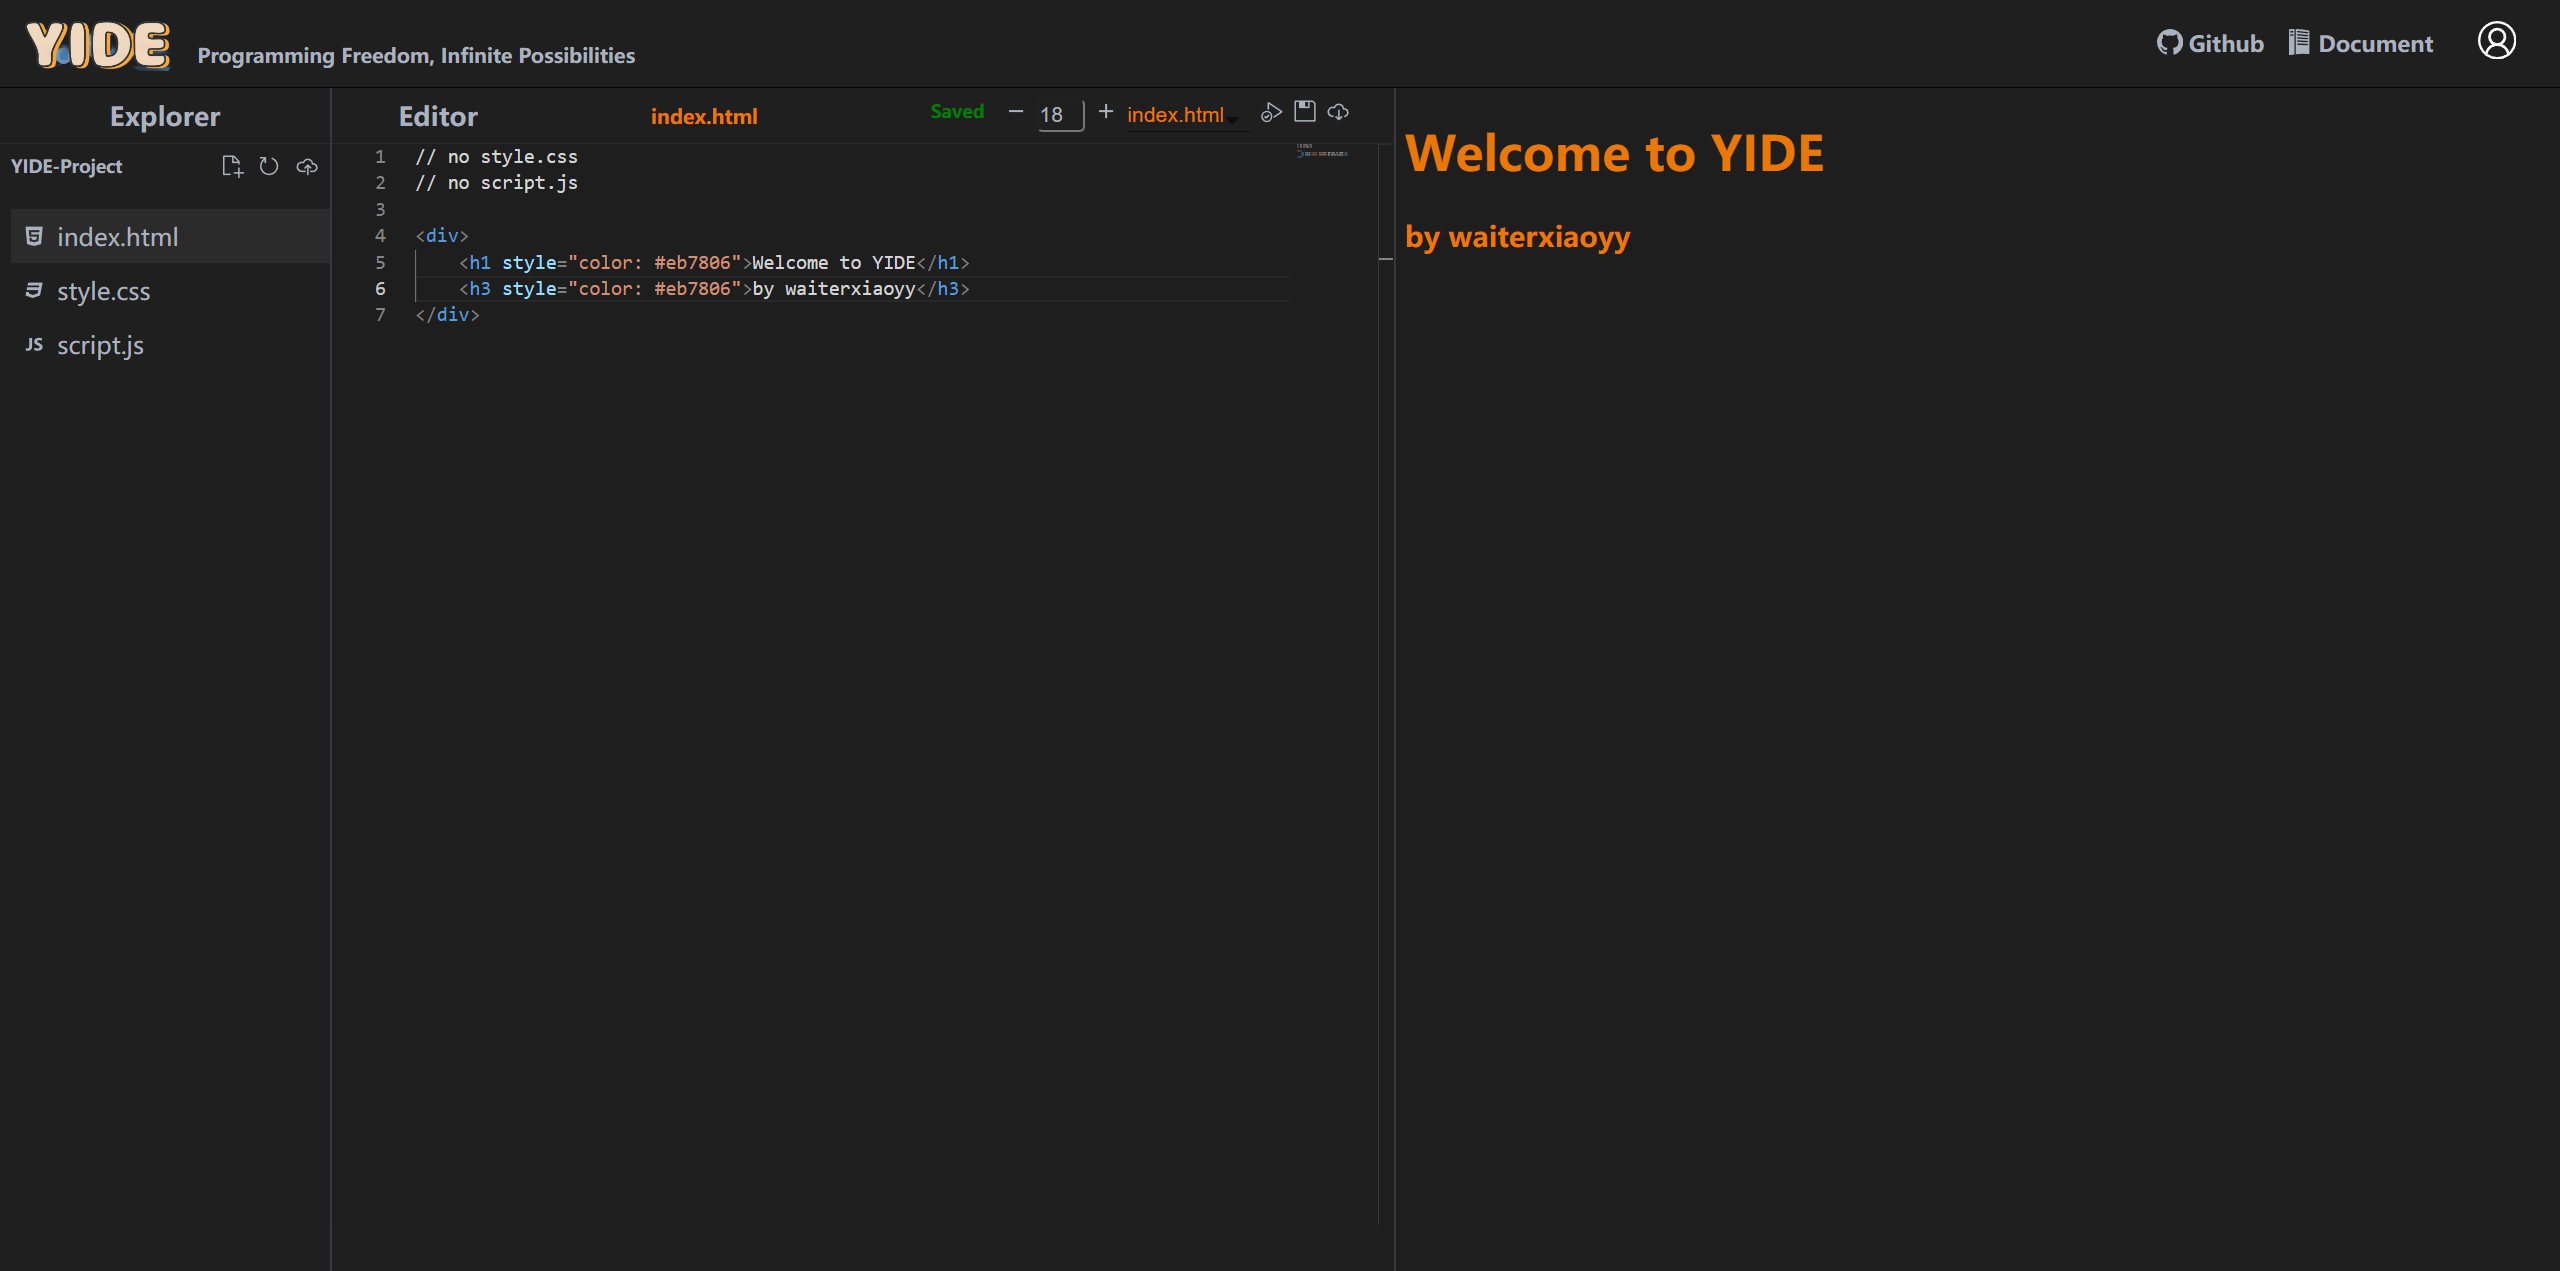 YIDE Programming Freedom, Infinite Possibilities Github Document
Explorer
YIDE-Project
index.html
style.css
JS script.js
Editor index.html Saved − 18 + index.html
1 // no style.css
2 // no script.js
3
4 <div>
5     <h1 style="color: #eb7806">Welcome to YIDE</h1>
6     <h3 style="color: #eb7806">by waiterxiaoyy</h3>
7 </div>
Welcome to YIDE
by waiterxiaoyy